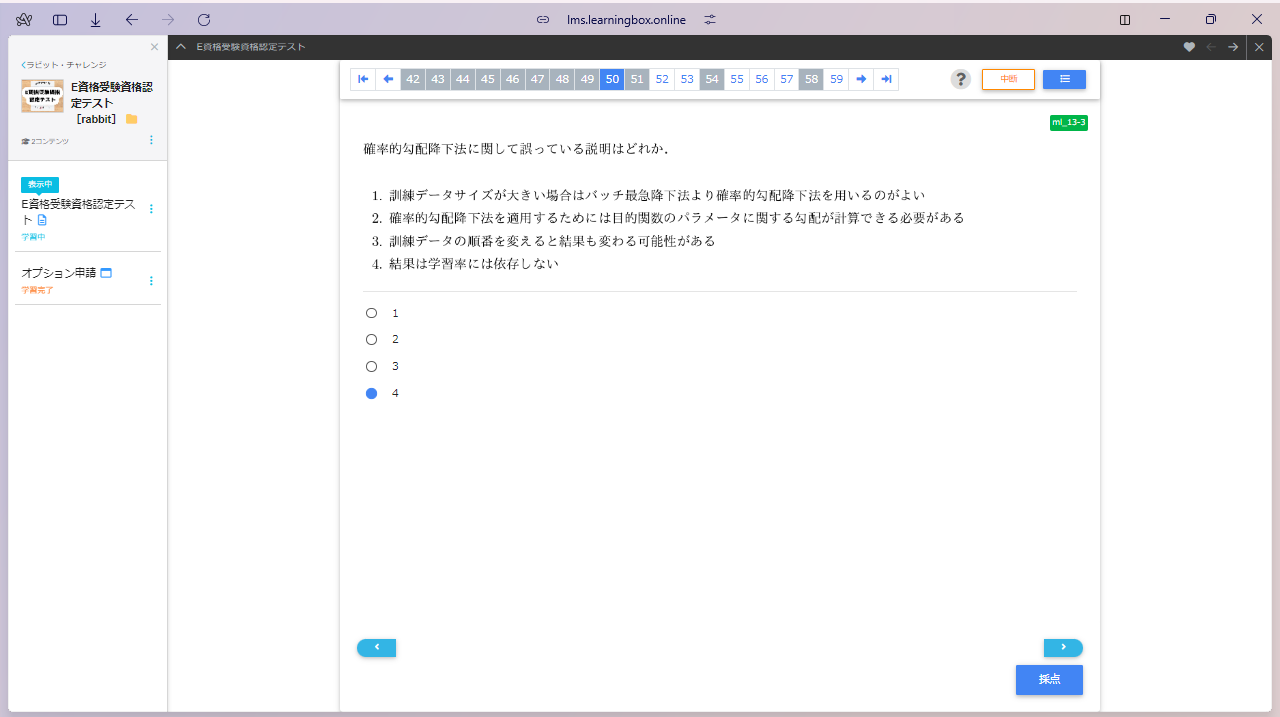 lms.learningbox.online
ラビット・チャレンジ
E資格受験資格認定テスト［rabbit］
2コンテンツ
表示中
E資格受験資格認定テスト
学習中
オプション申請
学習完了
E資格受験資格認定テスト
42 43 44 45 46 47 48 49 50 51 52 53 54 55 56 57 58 59
? 中断
ml_13-3
確率的勾配降下法に関して誤っている説明はどれか．
1. 訓練データサイズが大きい場合はバッチ最急降下法より確率的勾配降下法を用いるのがよい
2. 確率的勾配降下法を適用するためには目的関数のパラメータに関する勾配が計算できる必要がある
3. 訓練データの順番を変えると結果も変わる可能性がある
4. 結果は学習率には依存しない
1
2
3
4
採点